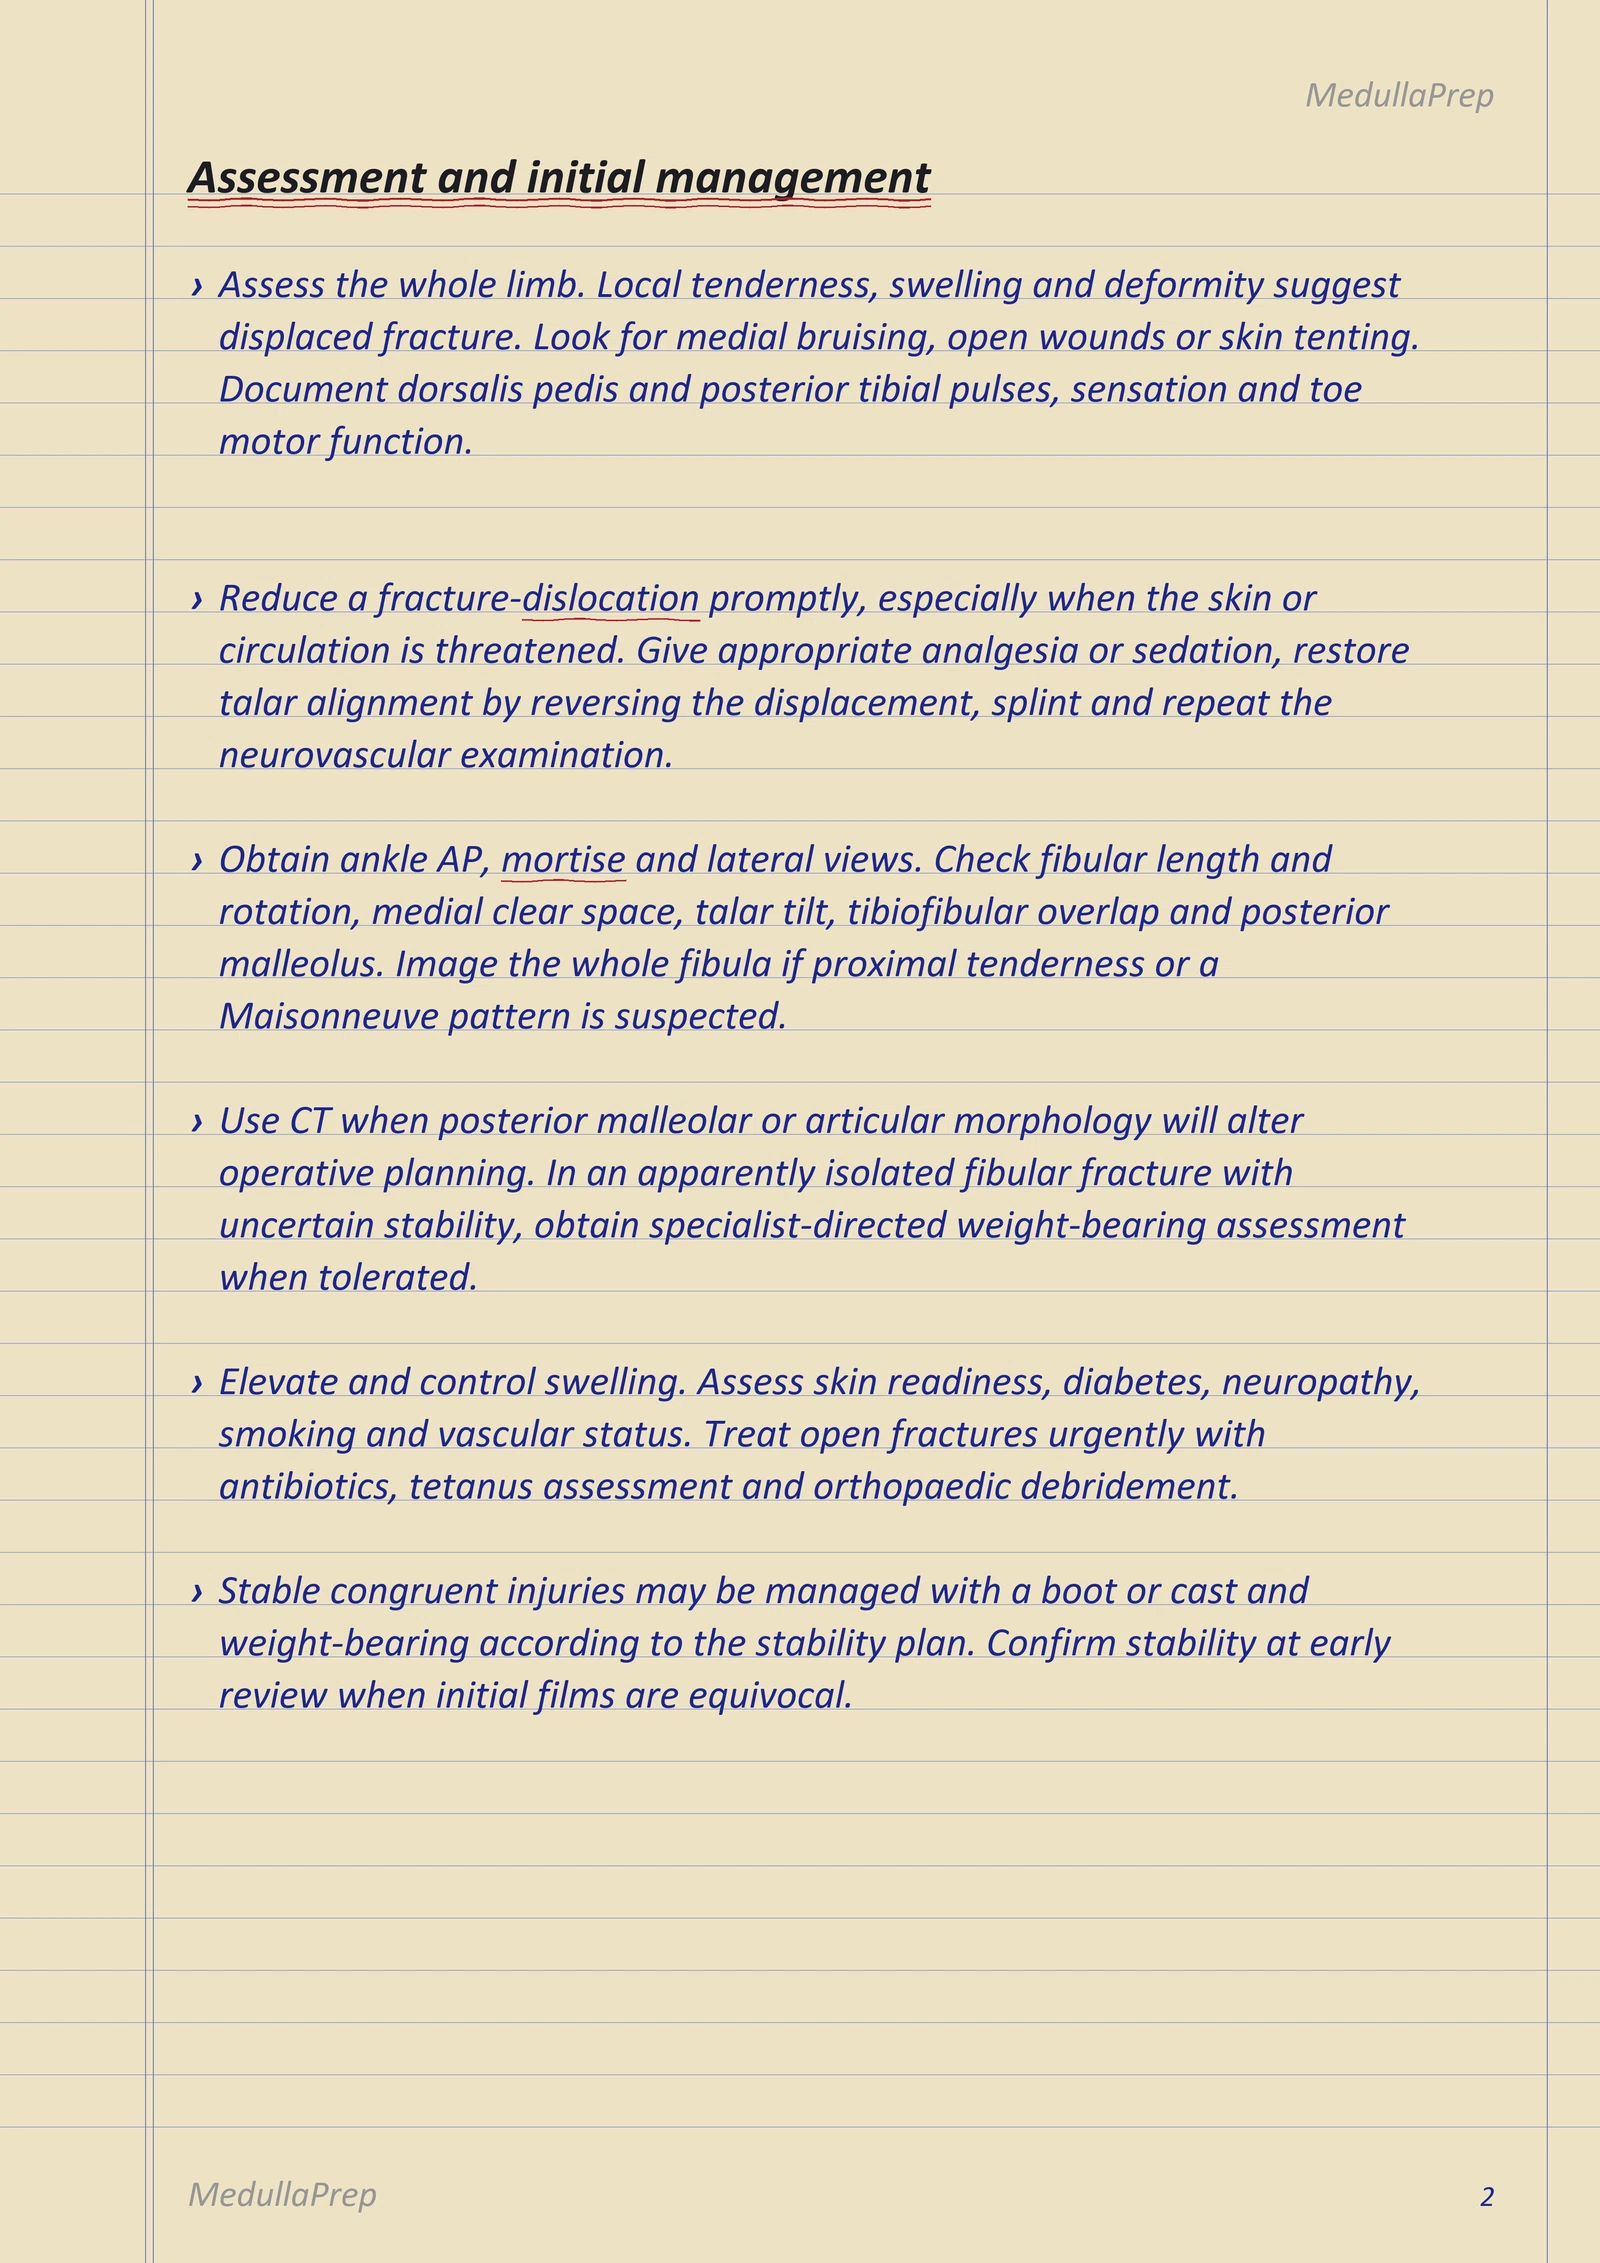 MedullaPrep
Assessment and initial management
› Assess the whole limb. Local tenderness, swelling and deformity suggest
displaced fracture. Look for medial bruising, open wounds or skin tenting.
Document dorsalis pedis and posterior tibial pulses, sensation and toe
motor function.
› Reduce a fracture-dislocation promptly, especially when the skin or
circulation is threatened. Give appropriate analgesia or sedation, restore
talar alignment by reversing the displacement, splint and repeat the
neurovascular examination.
› Obtain ankle AP, mortise and lateral views. Check fibular length and
rotation, medial clear space, talar tilt, tibiofibular overlap and posterior
malleolus. Image the whole fibula if proximal tenderness or a
Maisonneuve pattern is suspected.
› Use CT when posterior malleolar or articular morphology will alter
operative planning. In an apparently isolated fibular fracture with
uncertain stability, obtain specialist-directed weight-bearing assessment
when tolerated.
› Elevate and control swelling. Assess skin readiness, diabetes, neuropathy,
smoking and vascular status. Treat open fractures urgently with
antibiotics, tetanus assessment and orthopaedic debridement.
› Stable congruent injuries may be managed with a boot or cast and
weight-bearing according to the stability plan. Confirm stability at early
review when initial films are equivocal.
MedullaPrep
2